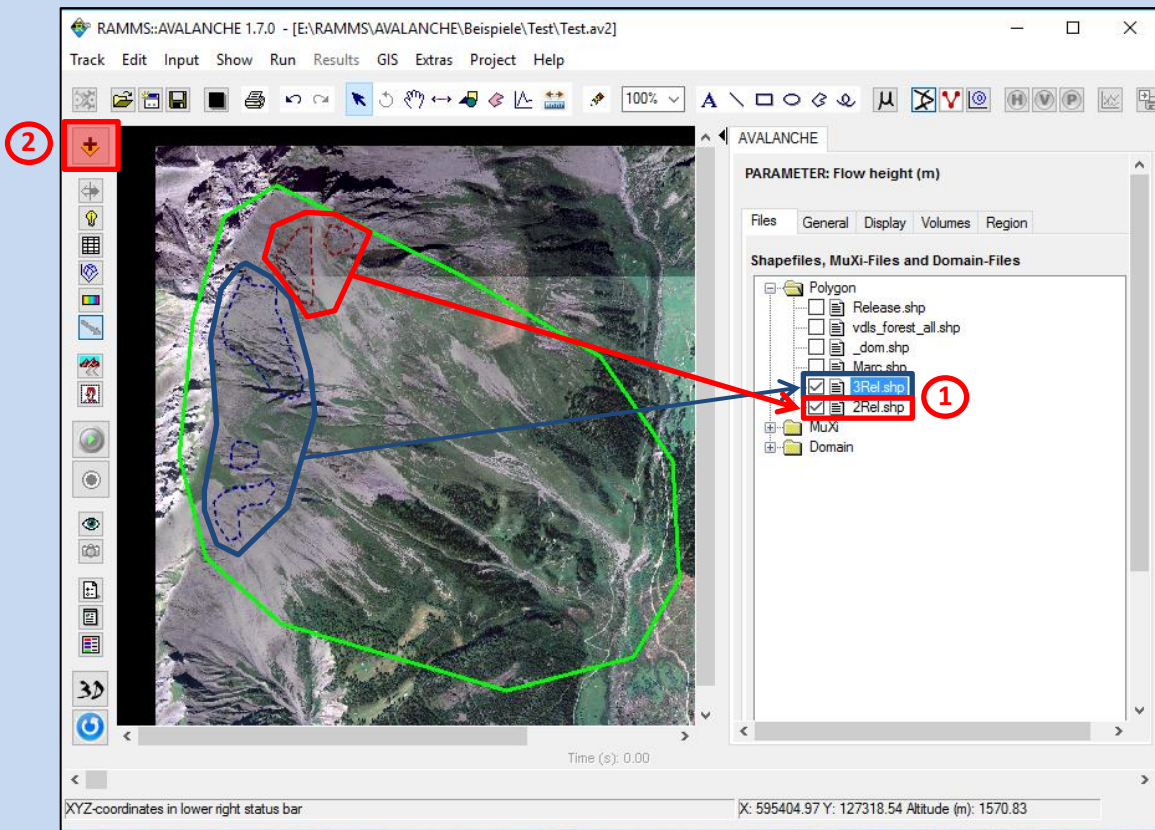 RAMMS::AVALANCHE 1.7.0 - [E:\RAMMS\AVALANCHE\Beispiele\Test\Test.av2]
Track Edit Input Show Run Results GIS Extras Project Help
100% A μ H V P
2
AVALANCHE
PARAMETER: Flow height (m)
Files General Display Volumes Region
Shapefiles, MuXi-Files and Domain-Files
Polygon
Release.shp
vdls_forest_all.shp
_dom.shp
Marc.shp
3Rel.shp
2Rel.shp
1
MuXi
Domain
3D
Time (s): 0.00
XYZ-coordinates in lower right status bar
X: 595404.97 Y: 127318.54 Altitude (m): 1570.83